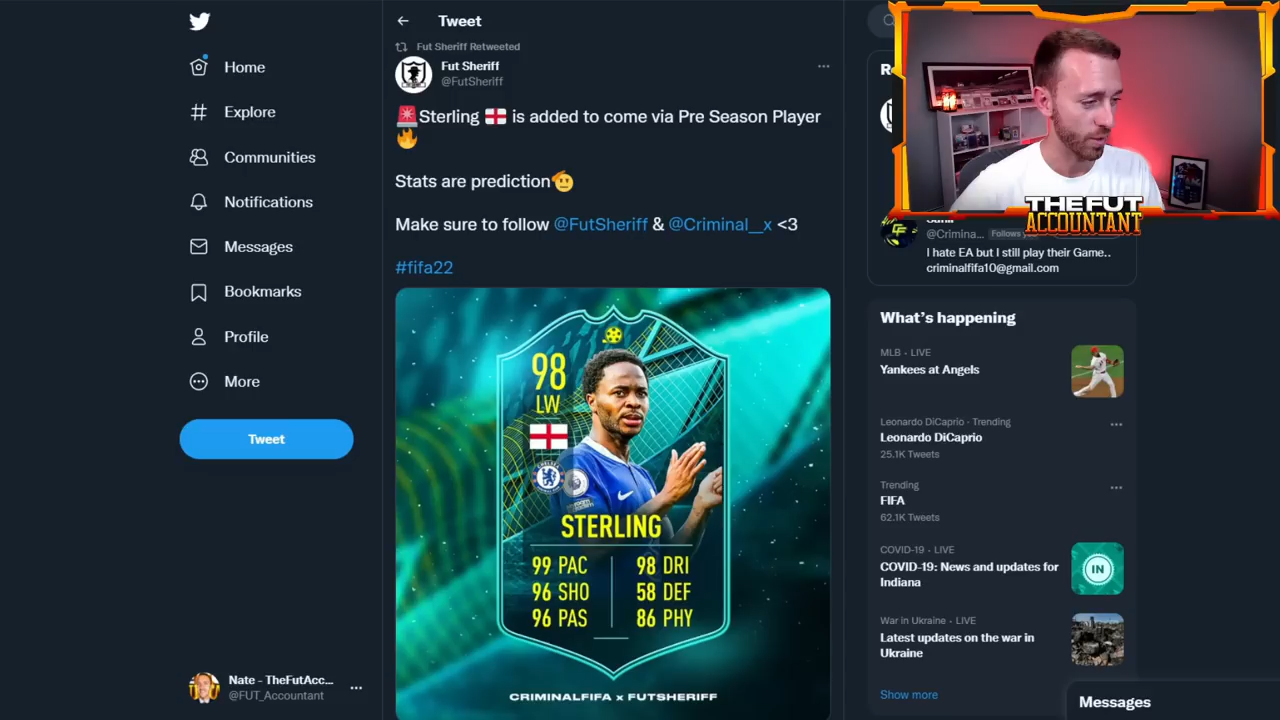 Home
Explore
Communities
Notifications
Messages
Bookmarks
Profile
More
Tweet
Nate - TheFutAcc...
@FUT_Accountant
Tweet
Fut Sheriff Retweeted
Fut Sheriff
@FutSheriff
Sterling is added to come via Pre Season Player
Stats are prediction
Make sure to follow @FutSheriff & @Criminal__x <3
#fifa22
98
LW
STERLING
99 PAC 98 DRI
96 SHO 58 DEF
96 PAS 86 PHY
CRIMINALFIFA x FUTSHERIFF
THE FUT
ACCOUNTANT
@Crimina...
I hate EA but I still play their Game..
criminalfifa10@gmail.com
What's happening
MLB · LIVE
Yankees at Angels
Leonardo DiCaprio · Trending
Leonardo DiCaprio
25.1K Tweets
Trending
FIFA
62.1K Tweets
COVID-19 · LIVE
COVID-19: News and updates for
Indiana
IN
War in Ukraine · LIVE
Latest updates on the war in
Ukraine
Show more
Messages